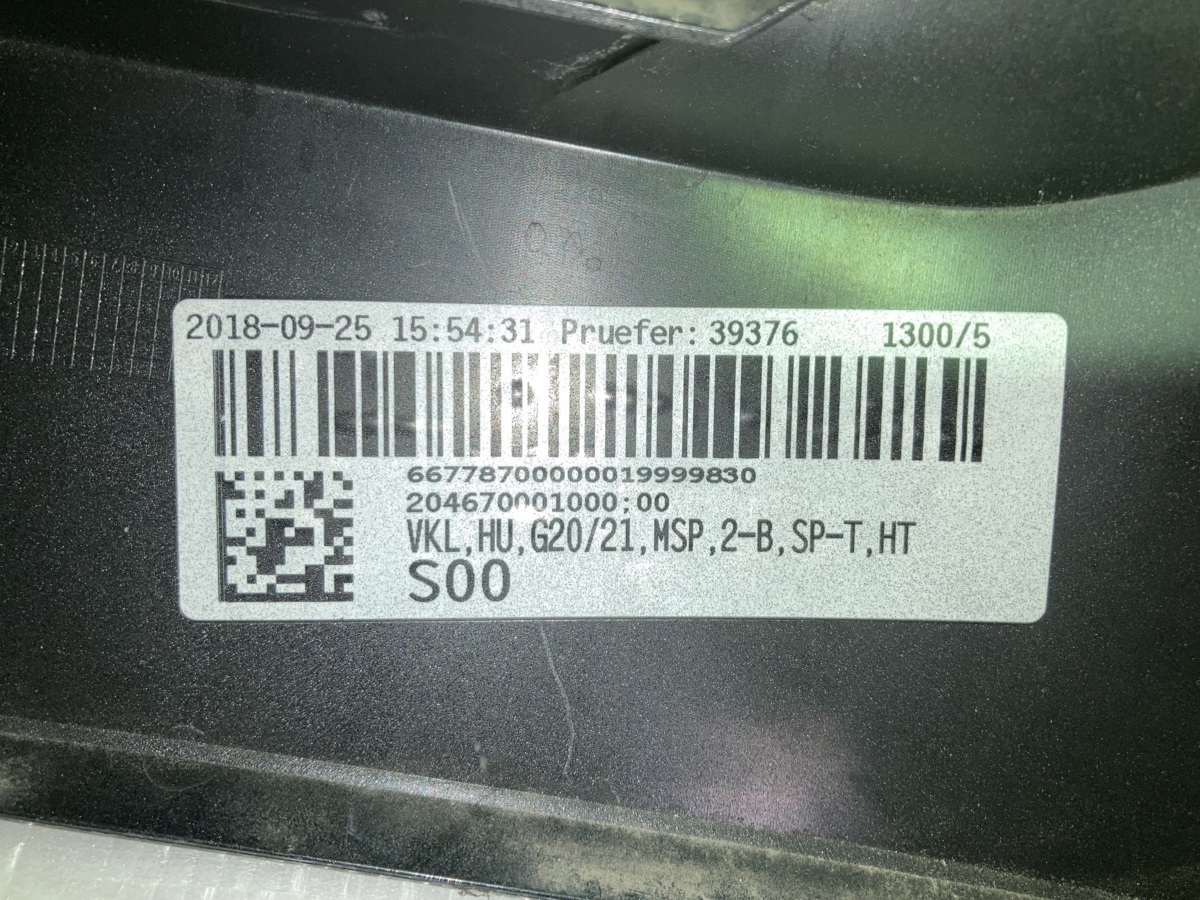 2018-09-25 15:54:31 Pruefer: 39376 1300/5
66778700000019999830
204670001000;00
VKL,HU,G20/21,MSP,2-B,SP-T,HT
S00